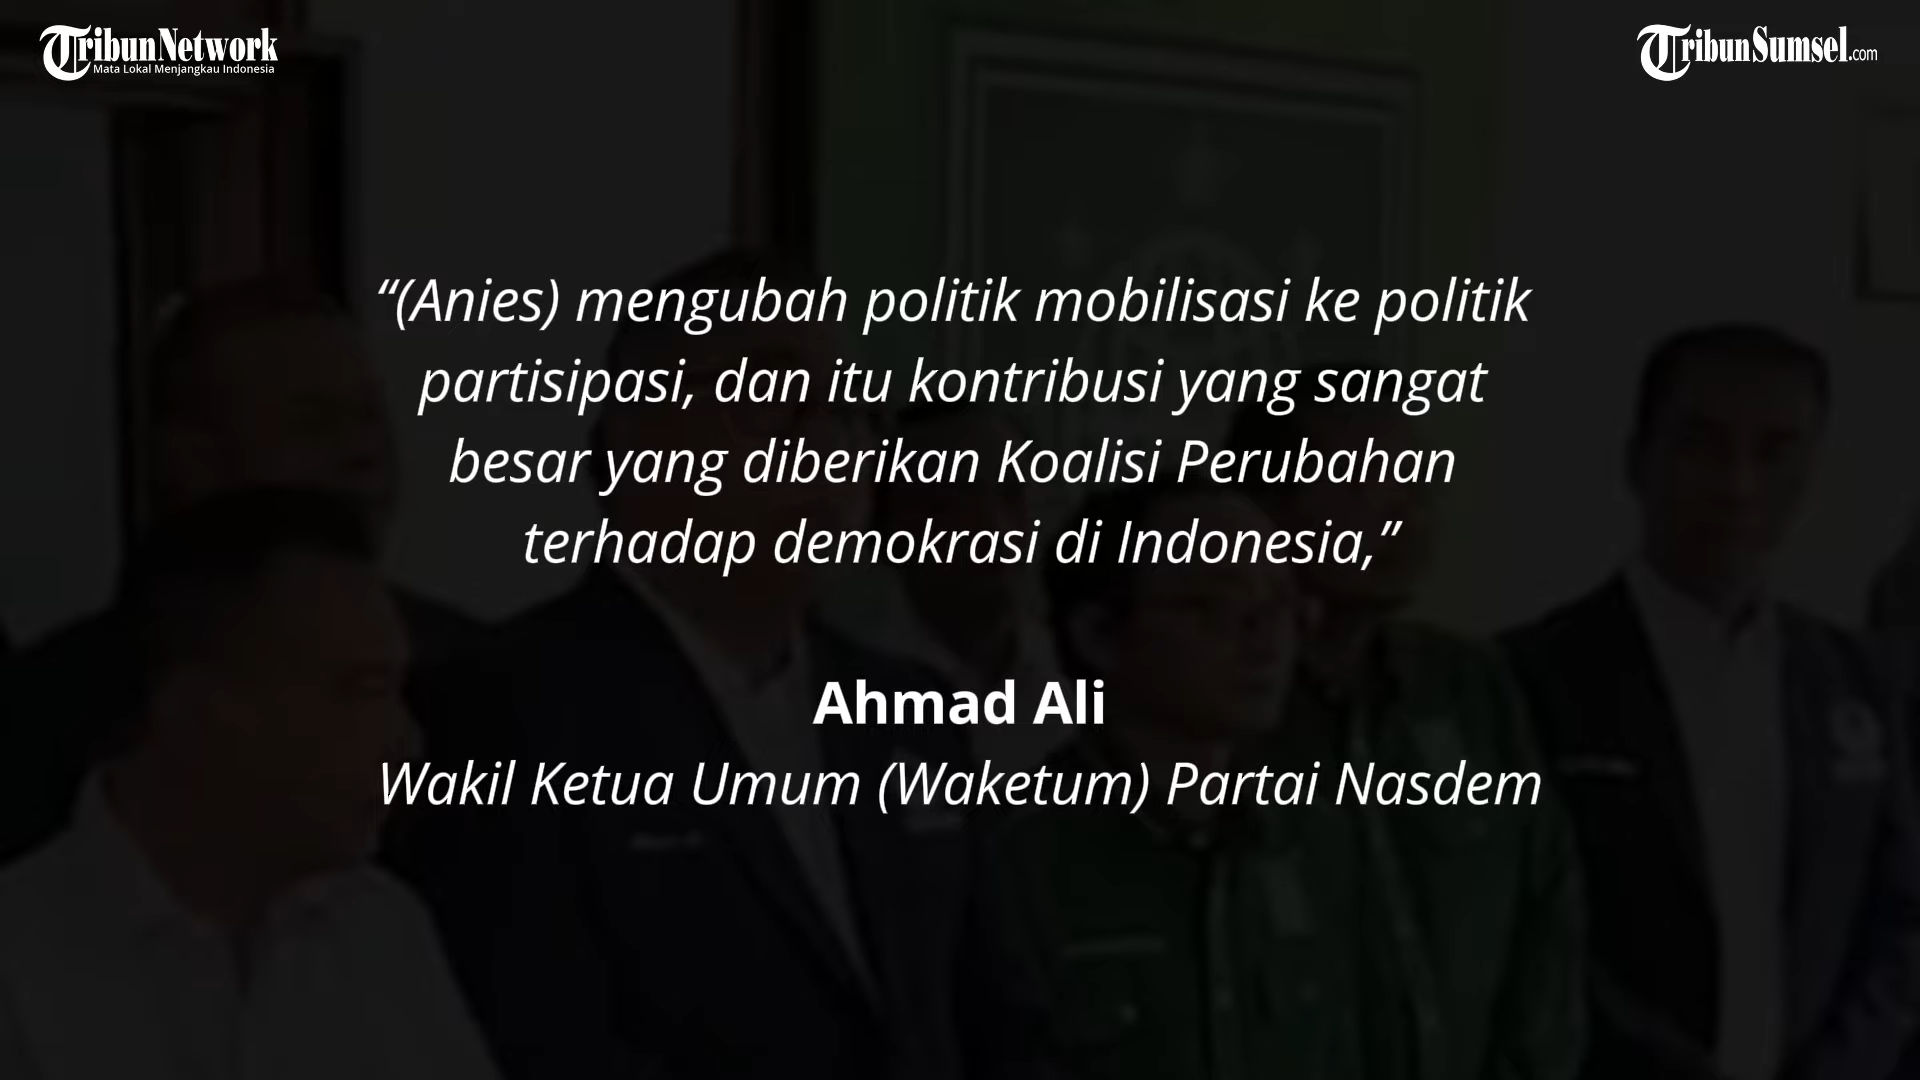 TribunNetwork
Mata Lokal Menjangkau Indonesia
TribunSumsel.com
“(Anies) mengubah politik mobilisasi ke politik
partisipasi, dan itu kontribusi yang sangat
besar yang diberikan Koalisi Perubahan
terhadap demokrasi di Indonesia,”
Ahmad Ali
Wakil Ketua Umum (Waketum) Partai Nasdem